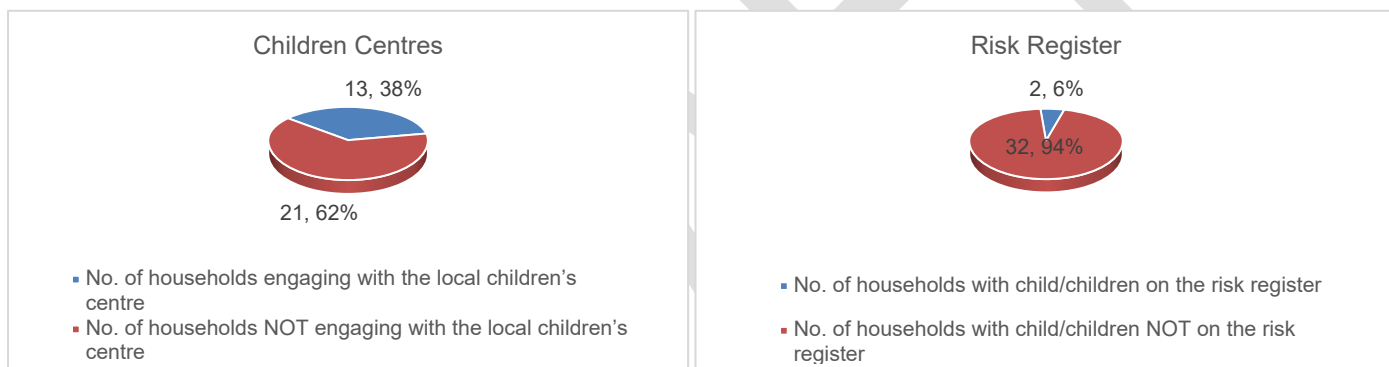 Children Centres
13, 38%
21, 62%
No. of households engaging with the local children's
centre
No. of households NOT engaging with the local children's
centre
Risk Register
2, 6%
32, 94%
No. of households with child/children on the risk register
No. of households with child/children NOT on the risk
register